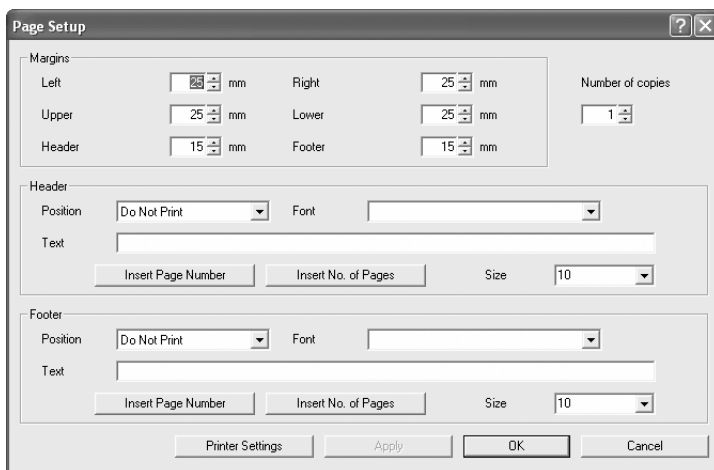 Page Setup
Margins
Left 25 mm Right 25 mm Number of copies
Upper 25 mm Lower 25 mm 1
Header 15 mm Footer 15 mm
Header
Position Do Not Print Font
Text
Insert Page Number Insert No. of Pages Size 10
Footer
Position Do Not Print Font
Text
Insert Page Number Insert No. of Pages Size 10
Printer Settings Apply OK Cancel